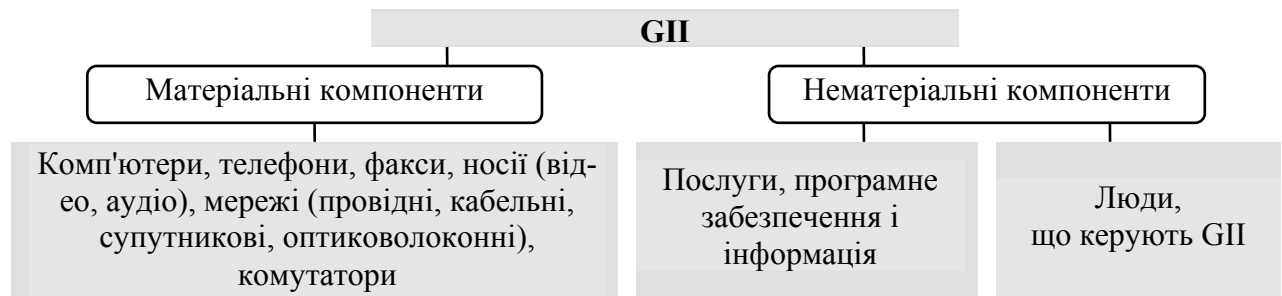 GII
Матеріальні компоненти
Нематеріальні компоненти
Комп'ютери, телефони, факси, носії (від-
ео, аудіо), мережі (провідні, кабельні,
супутникові, оптиковолоконні),
комутатори
Послуги, програмне
забезпечення і
інформація
Люди,
що керують GII